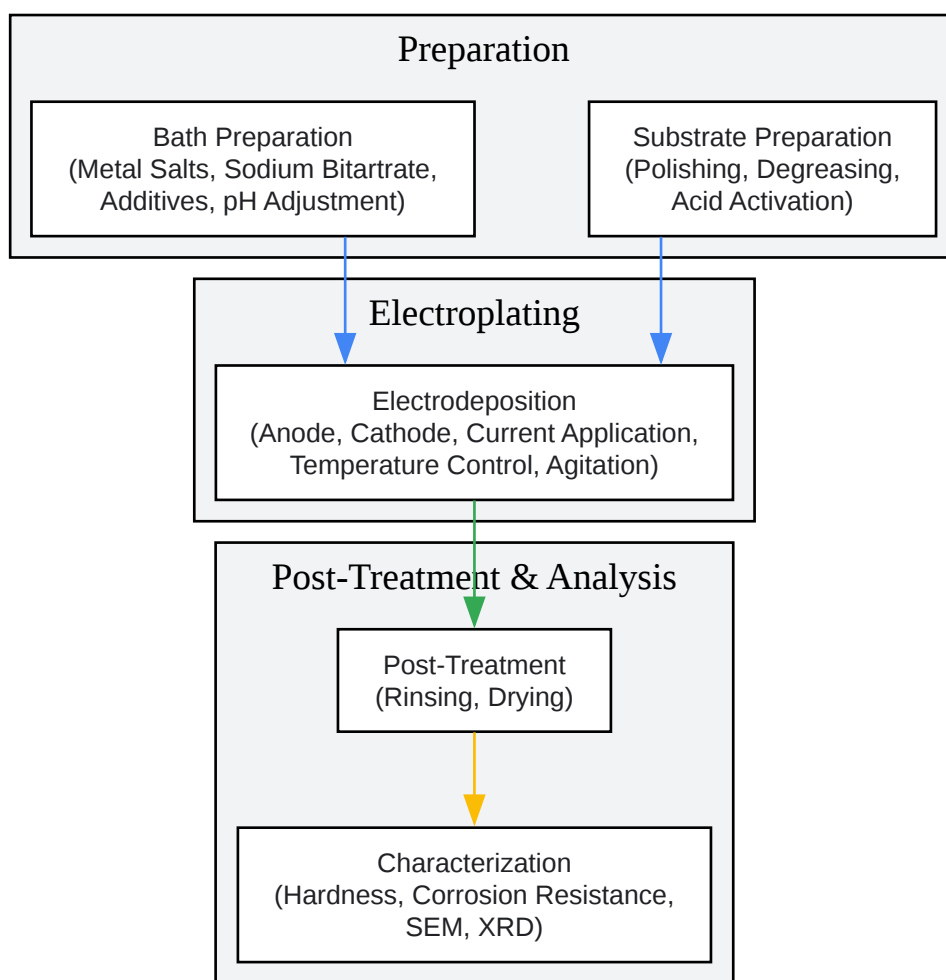 Preparation
Bath Preparation
(Metal Salts, Sodium Bitartrate,
Additives, pH Adjustment)
Substrate Preparation
(Polishing, Degreasing,
Acid Activation)
Electroplating
Electrodeposition
(Anode, Cathode, Current Application,
Temperature Control, Agitation)
Post-Treatment & Analysis
Post-Treatment
(Rinsing, Drying)
Characterization
(Hardness, Corrosion Resistance,
SEM, XRD)